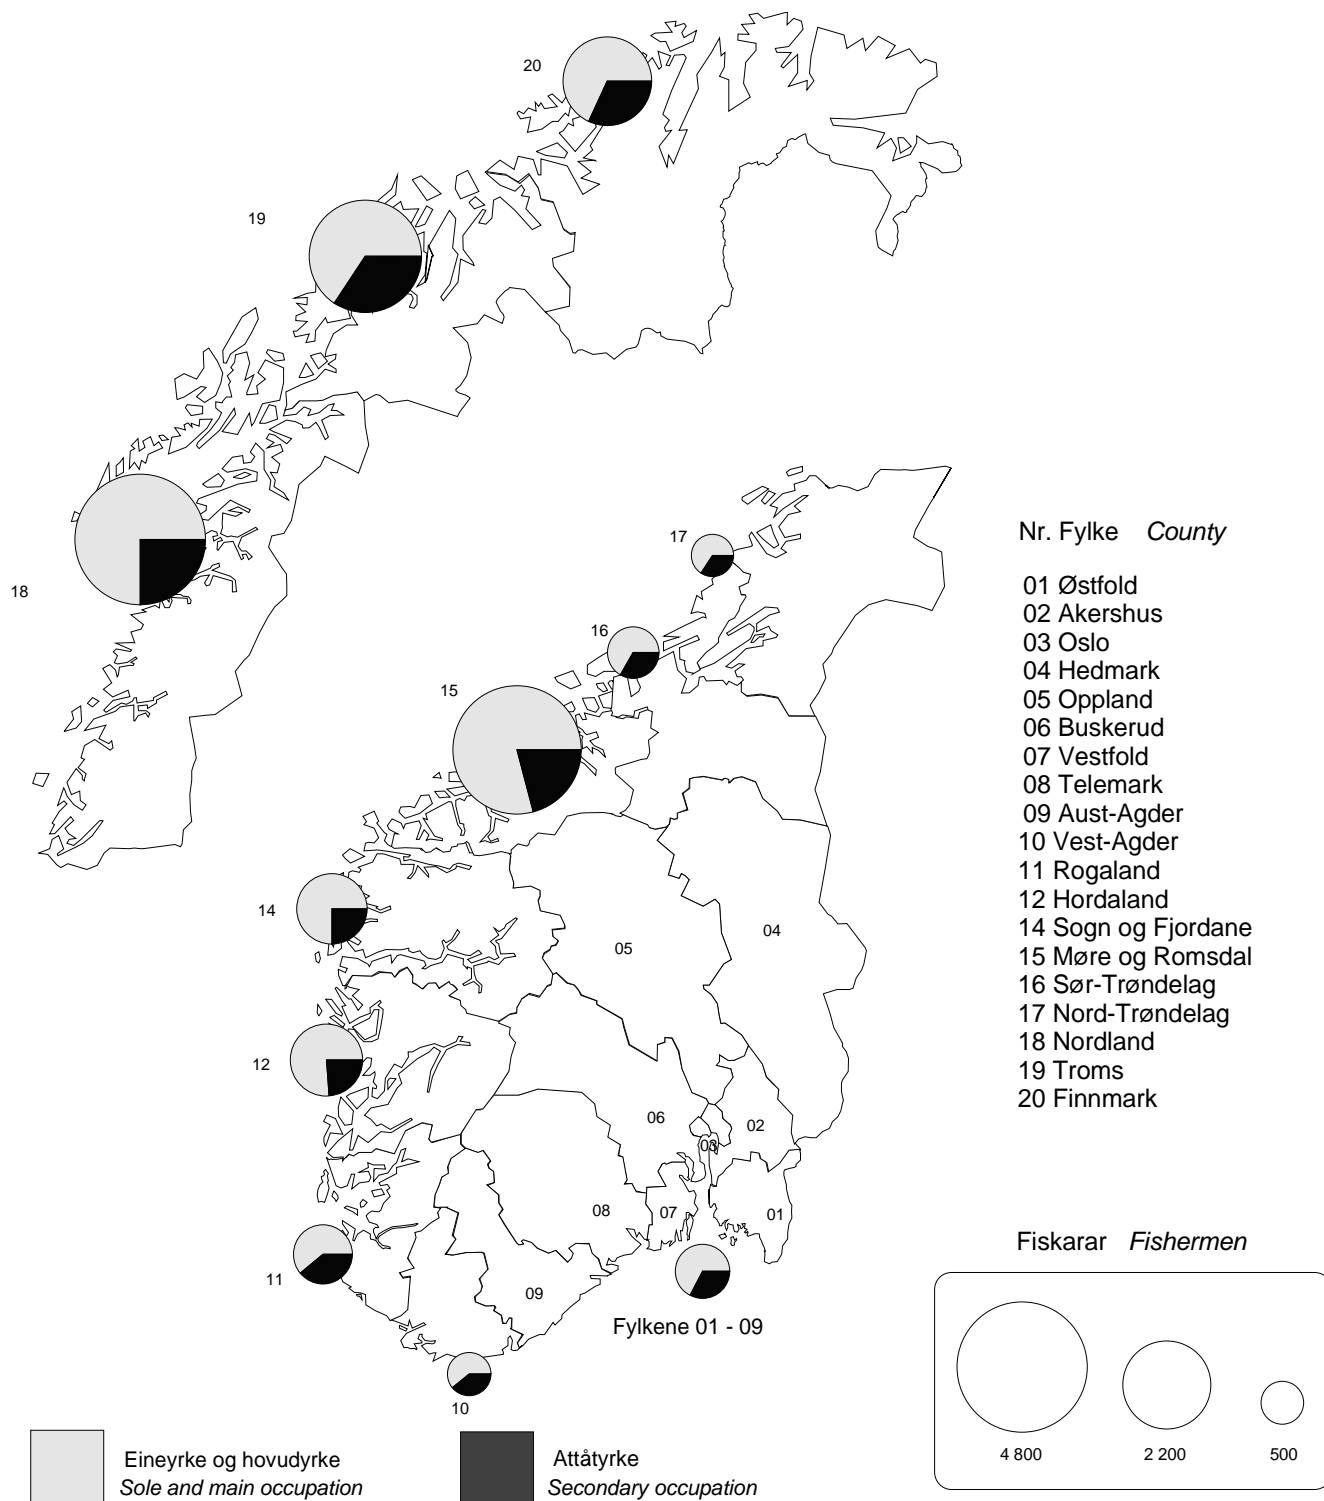 20
19
18
17
16
15
14
12
11
10
05
04
06
02
03
08
07
01
09
Fylkene 01 - 09
Nr. Fylke County
01 Østfold
02 Akershus
03 Oslo
04 Hedmark
05 Oppland
06 Buskerud
07 Vestfold
08 Telemark
09 Aust-Agder
10 Vest-Agder
11 Rogaland
12 Hordaland
14 Sogn og Fjordane
15 Møre og Romsdal
16 Sør-Trøndelag
17 Nord-Trøndelag
18 Nordland
19 Troms
20 Finnmark
Fiskarar Fishermen
4 800 2 200 500
Eineyrke og hovudyrke
Sole and main occupation
Attåtyrke
Secondary occupation